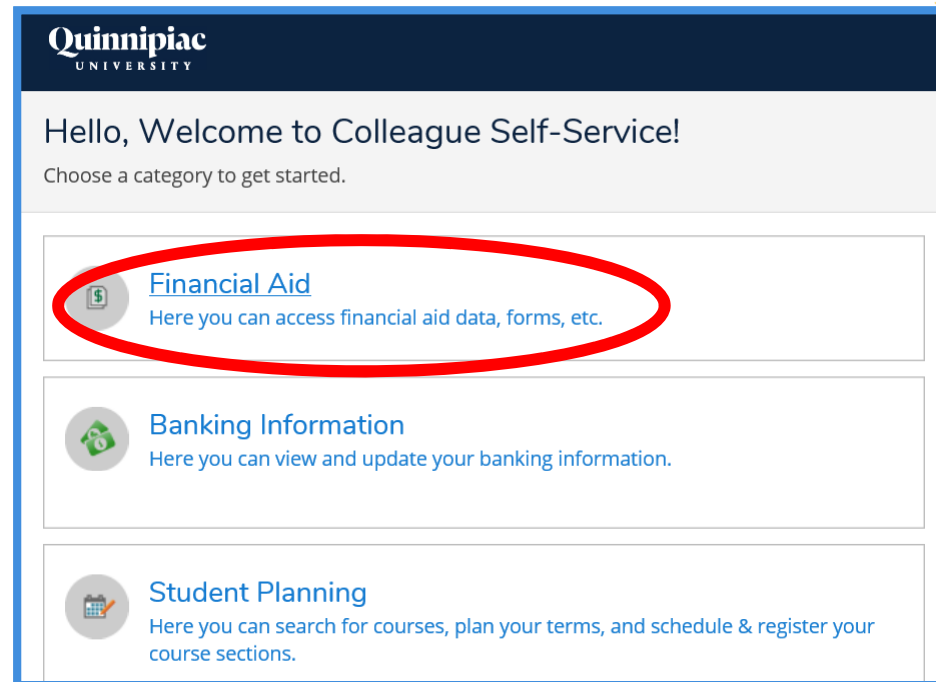 Quinnipiac
UNIVERSITY
Hello, Welcome to Colleague Self-Service!
Choose a category to get started.
Financial Aid
Here you can access financial aid data, forms, etc.
Banking Information
Here you can view and update your banking information.
Student Planning
Here you can search for courses, plan your terms, and schedule & register your
course sections.